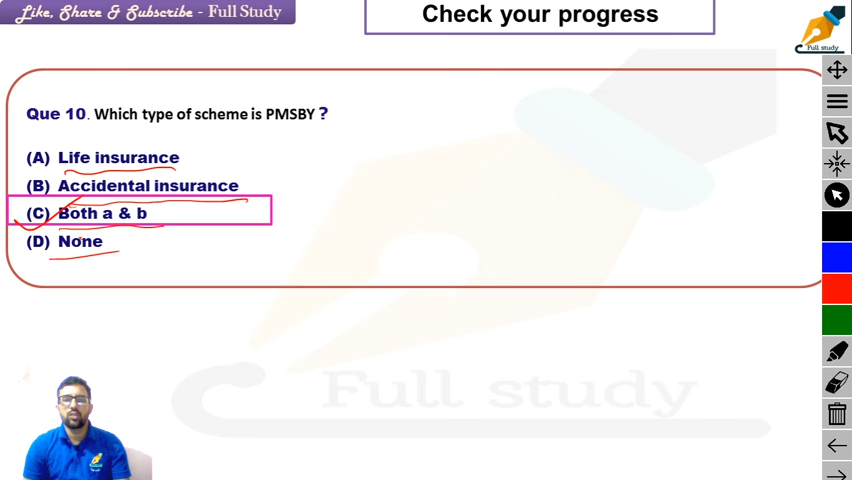 Like, Share & Subscribe - Full Study
Check your progress
Full study
Que 10. Which type of scheme is PMSBY ?
(A) Life insurance
(B) Accidental insurance
(C) Both a & b
(D) None
Full study